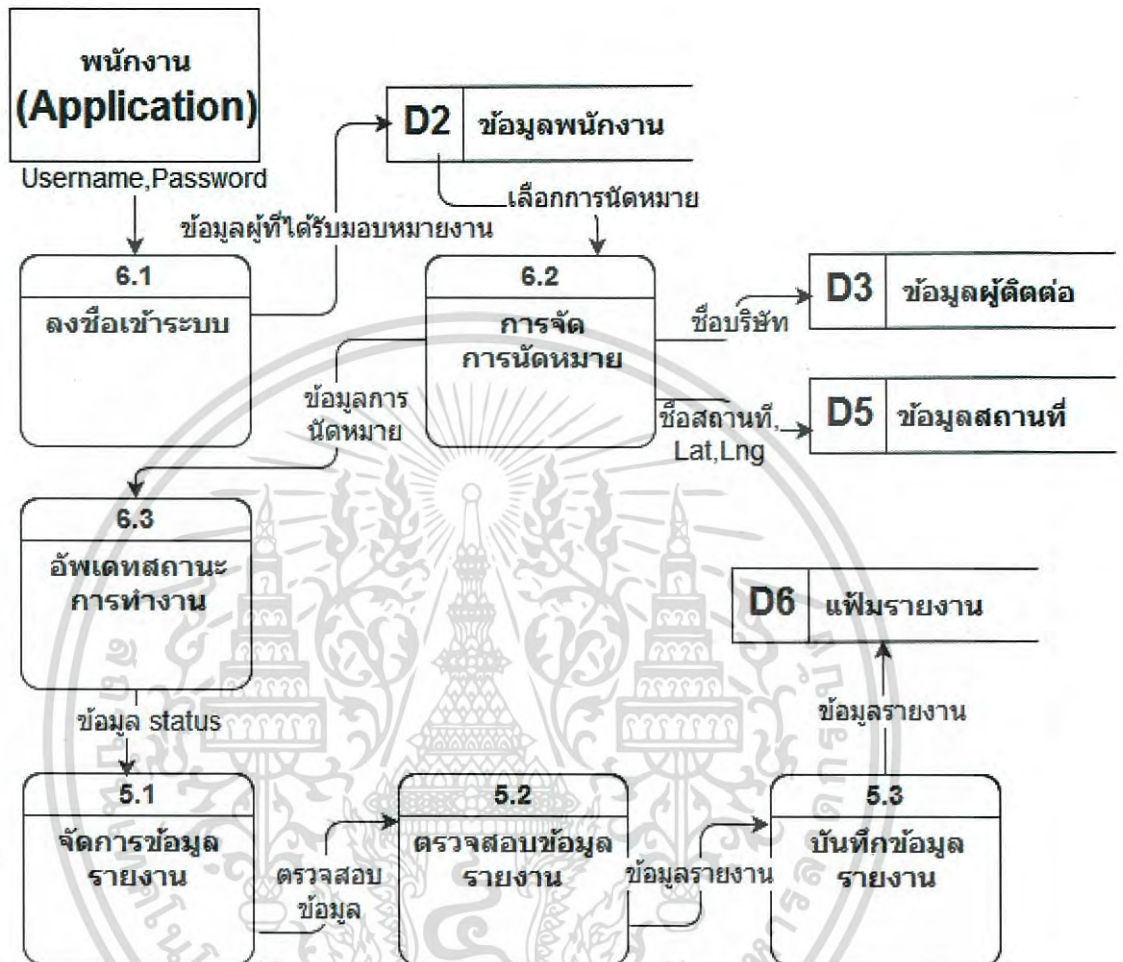 พนักงาน
(Application)
Username,Password
D2 ข้อมูลพนักงาน
เลือกการนัดหมาย
ข้อมูลผู้ที่ได้รับมอบหมายงาน
6.1
ลงชื่อเข้าระบบ
6.2
การจัด
การนัดหมาย
D3 ข้อมูลผู้ติดต่อ
ชื่อบริษัท
D5 ข้อมูลสถานที่
ชื่อสถานที่,
Lat,Lng
ข้อมูลการ
นัดหมาย
6.3
อัพเดทสถานะ
การทำงาน
D6 แฟ้มรายงาน
ข้อมูล status
ข้อมูลรายงาน
5.1
จัดการข้อมูล
รายงาน
ตรวจสอบ
ข้อมูล
5.2
ตรวจสอบข้อมูล
รายงาน
ข้อมูลรายงาน
5.3
บันทึกข้อมูล
รายงาน